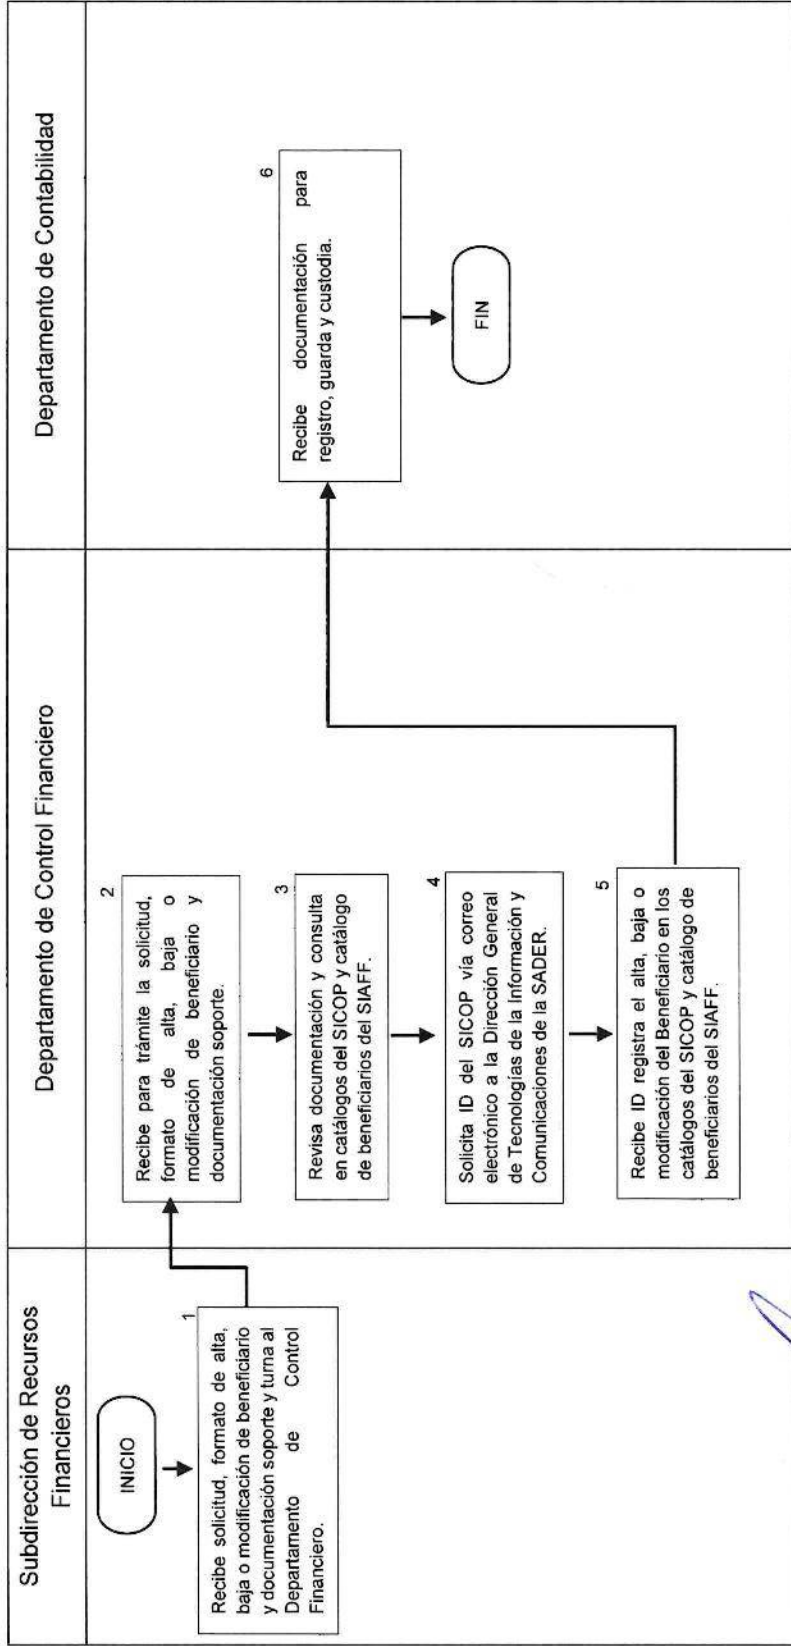 Subdirección de Recursos
Financieros
INICIO
1
Recibe solicitud, formato de alta,
baja o modificación de beneficiario
y documentación soporte y turna al
Departamento de Control
Financiero.
Departamento de Control Financiero
2
Recibe para trámite la solicitud,
formato de alta, baja o
modificación de beneficiario y
documentación soporte.
3
Revisa documentación y consulta
en catálogos del SICOP y catálogo
de beneficiarios del SIAFF.
4
Solicita ID del SICOP vía correo
electrónico a la Dirección General
de Tecnologías de la Información y
Comunicaciones de la SADER.
5
Recibe ID registra el alta, baja o
modificación del Beneficiario en los
catálogos del SICOP y catálogo de
beneficiarios del SIAFF.
Departamento de Contabilidad
6
Recibe documentación para
registro, guarda y custodia.
FIN